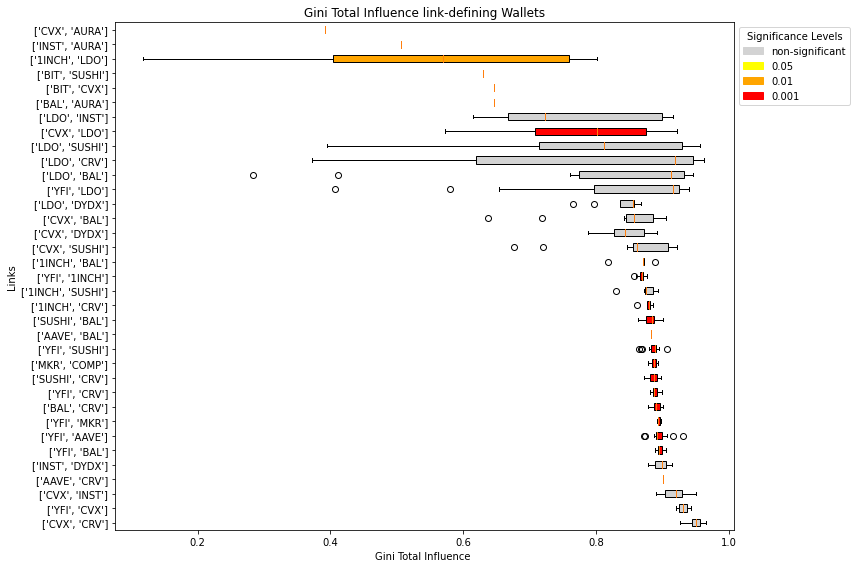 Gini Total Influence link-defining Wallets
['CVX', 'AURA']
['INST', 'AURA']
['1INCH', 'LDO']
['BIT', 'SUSHI']
['BIT', 'CVX']
['BAL', 'AURA']
['LDO', 'INST']
['CVX', 'LDO']
['LDO', 'SUSHI']
['LDO', 'CRV']
['LDO', 'BAL']
['YFI', 'LDO']
['LDO', 'DYDX']
['CVX', 'BAL']
['CVX', 'DYDX']
['CVX', 'SUSHI']
['1INCH', 'BAL']
['YFI', '1INCH']
['1INCH', 'SUSHI']
['1INCH', 'CRV']
['SUSHI', 'BAL']
['AAVE', 'BAL']
['YFI', 'SUSHI']
['MKR', 'COMP']
['SUSHI', 'CRV']
['YFI', 'CRV']
['BAL', 'CRV']
['YFI', 'MKR']
['YFI', 'AAVE']
['YFI', 'BAL']
['INST', 'DYDX']
['AAVE', 'CRV']
['CVX', 'INST']
['YFI', 'CVX']
['CVX', 'CRV']
Links
0.2 0.4 0.6 0.8 1.0
Gini Total Influence
Significance Levels
non-significant
0.05
0.01
0.001